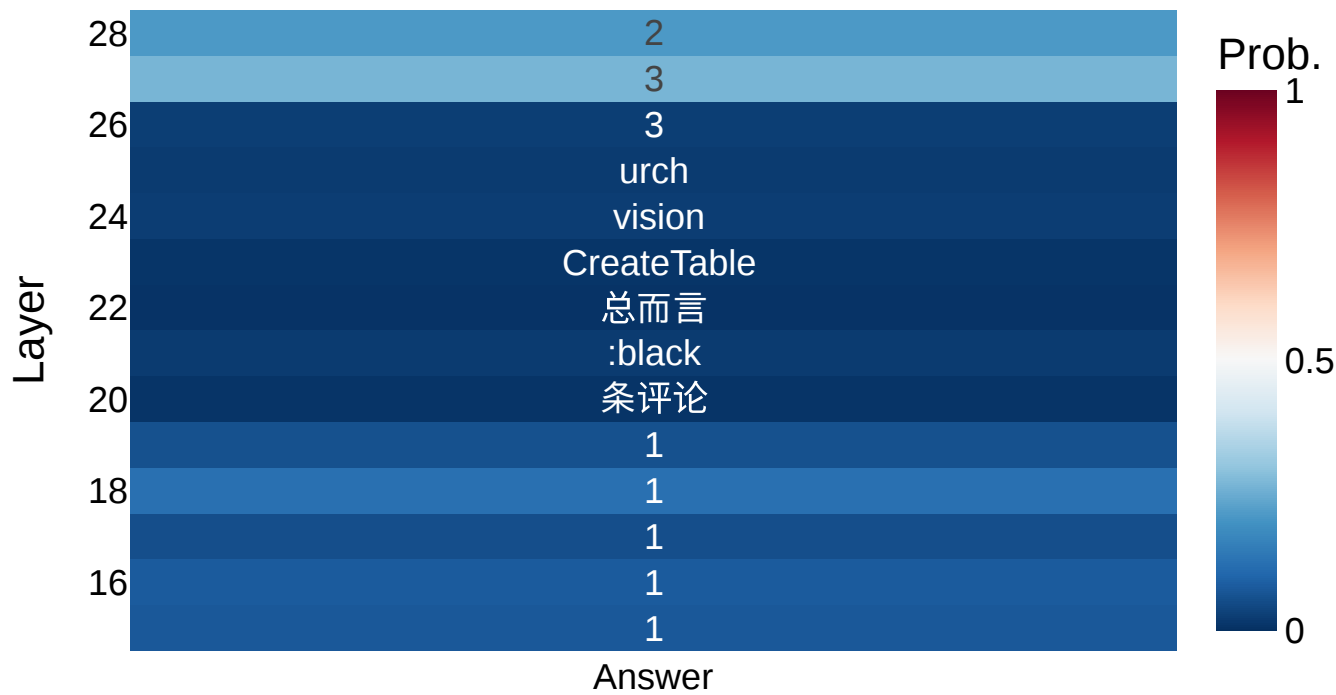 28
2
3
26
3
urch
24
vision
CreateTable
22
总而言
:black
20
条评论
1
18
1
1
16
1
1
Layer
Answer
Prob.
1
0.5
0